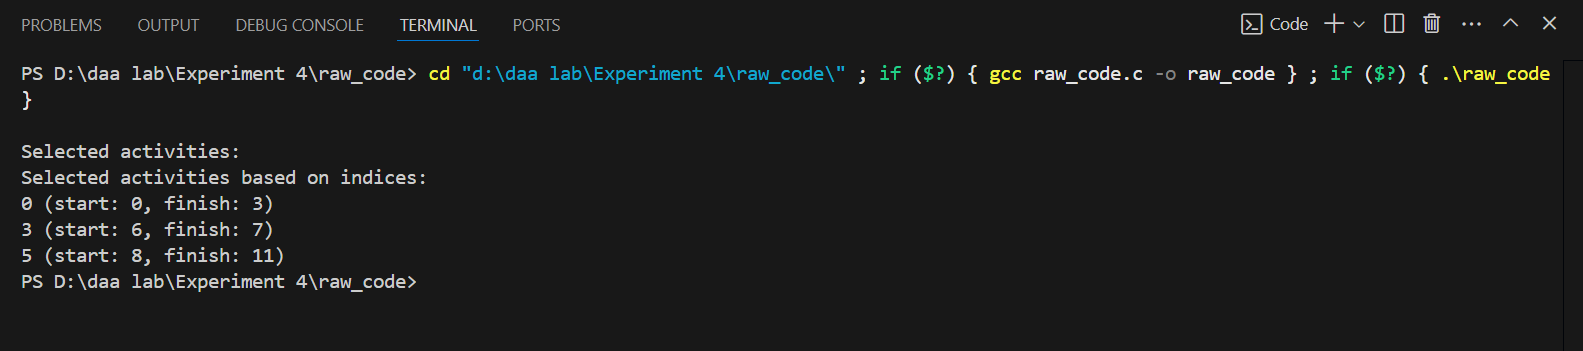 PROBLEMS OUTPUT DEBUG CONSOLE TERMINAL PORTS Code
PS D:\daa lab\Experiment 4\raw_code> cd "d:\daa lab\Experiment 4\raw_code\" ; if ($?) { gcc raw_code.c -o raw_code } ; if ($?) { .\raw_code
}
Selected activities:
Selected activities based on indices:
0 (start: 0, finish: 3)
3 (start: 6, finish: 7)
5 (start: 8, finish: 11)
PS D:\daa lab\Experiment 4\raw_code>